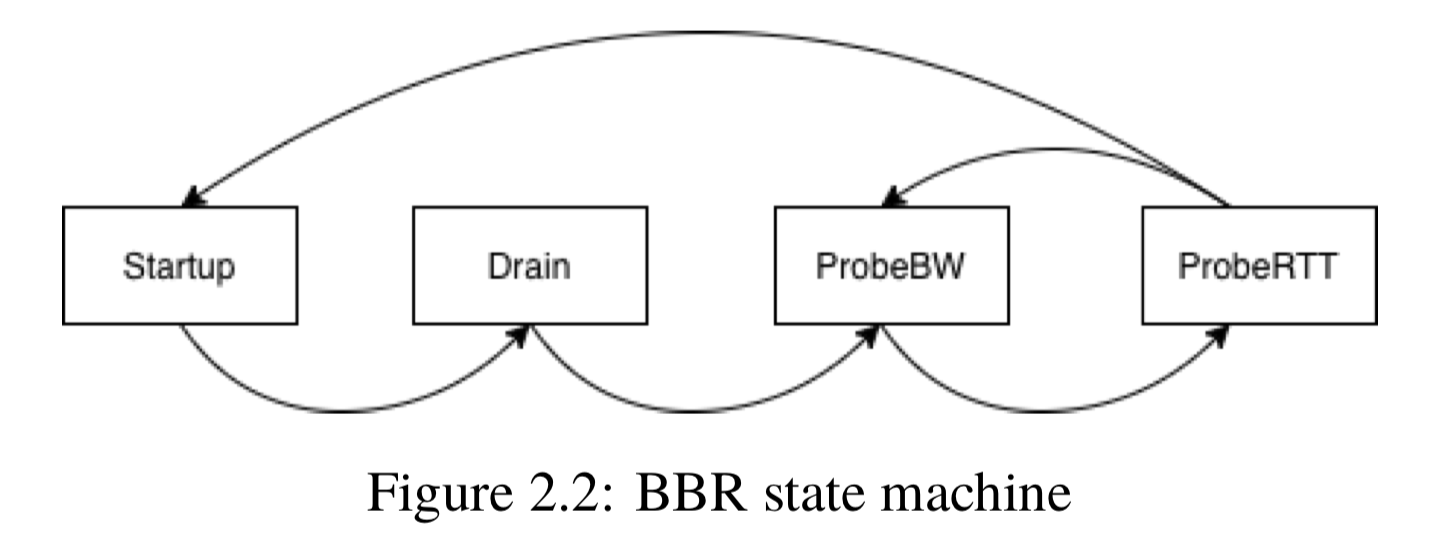 Startup
Drain
ProbeBW
ProbeRTT
Figure 2.2: BBR state machine